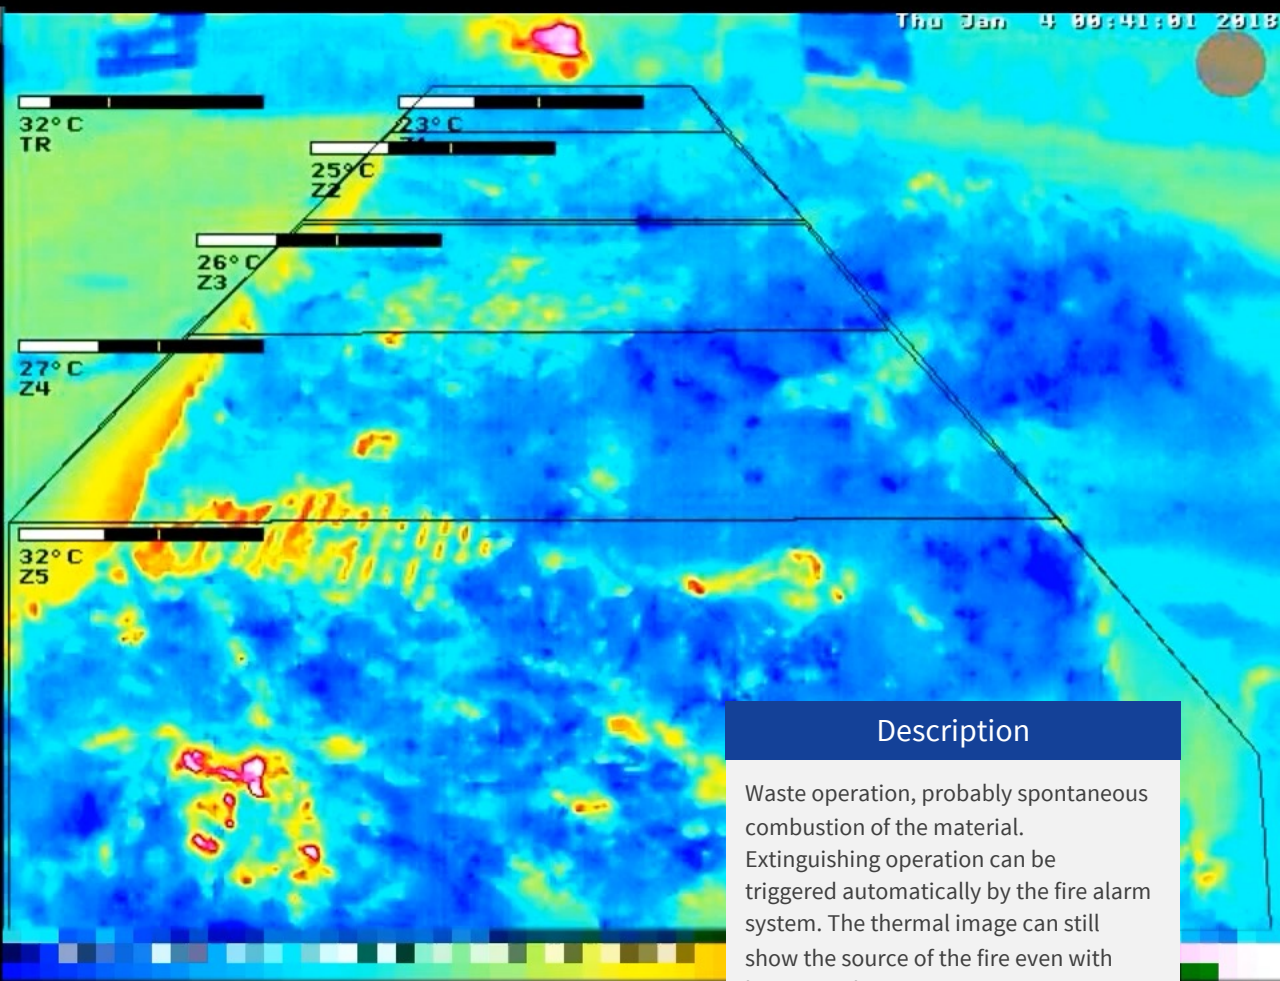 Thu Jan 4 00:41:01 2018
32°C
TR
23°C
25°C
Z2
26°C
Z3
27°C
Z4
32°C
Z5
Description
Waste operation, probably spontaneous
combustion of the material.
Extinguishing operation can be
triggered automatically by the fire alarm
system. The thermal image can still
show the source of the fire even with